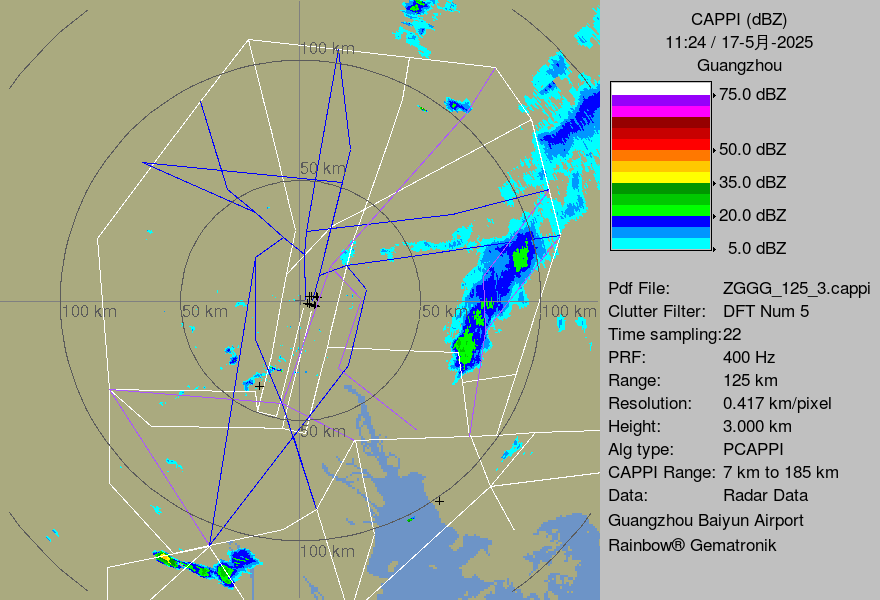 CAPPI (dBZ)
11:24 / 17-5月-2025
Guangzhou
75.0 dBZ
50.0 dBZ
35.0 dBZ
20.0 dBZ
5.0 dBZ
Pdf File: ZGGG_125_3.cappi
Clutter Filter: DFT Num 5
Time sampling:22
PRF: 400 Hz
Range: 125 km
Resolution: 0.417 km/pixel
Height: 3.000 km
Alg type: PCAPPI
CAPPI Range: 7 km to 185 km
Data: Radar Data
Guangzhou Baiyun Airport
Rainbow® Gematronik
100 km
50 km
100 km
50 km
50 km
100 km
50 km
100 km